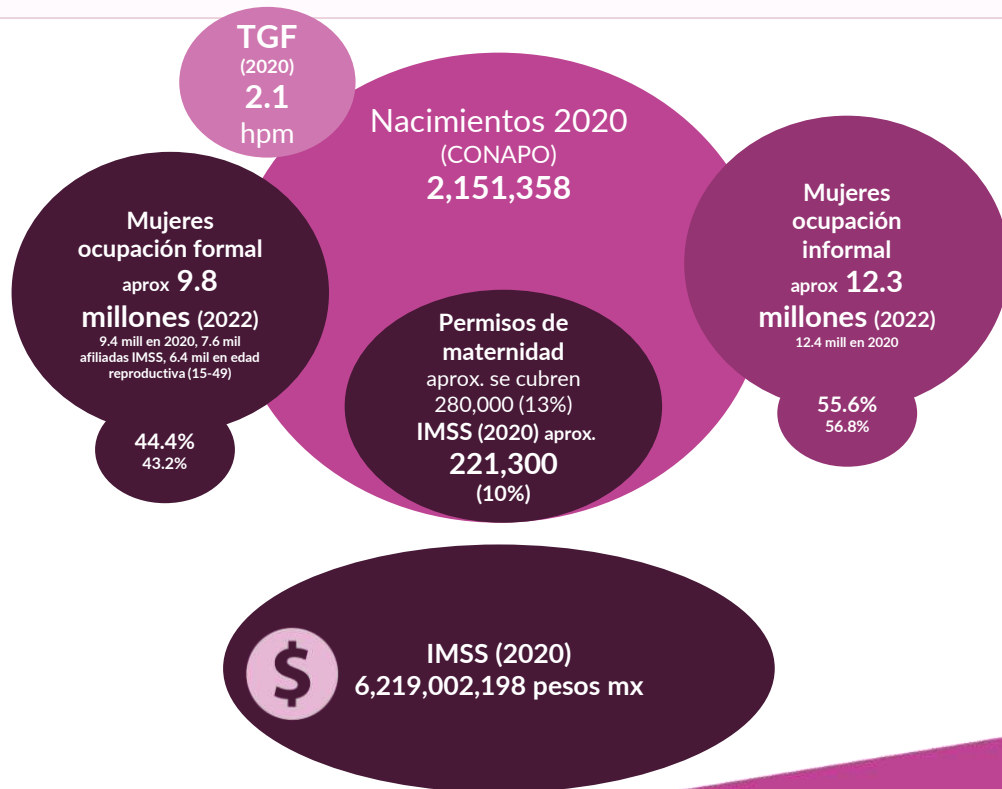 TGF
(2020)
2.1
hpm
Nacimientos 2020
(CONAPO)
2,151,358
Mujeres
ocupación formal
aprox 9.8
millones (2022)
9.4 mill en 2020, 7.6 mil
afiliadas IMSS, 6.4 mil en edad
reproductiva (15-49)
44.4%
43.2%
Permisos de
maternidad
aprox. se cubren
280,000 (13%)
IMSS (2020) aprox.
221,300
(10%)
Mujeres
ocupación
informal
aprox 12.3
millones (2022)
12.4 mill en 2020
55.6%
56.8%
$
IMSS (2020)
6,219,002,198 pesos mx